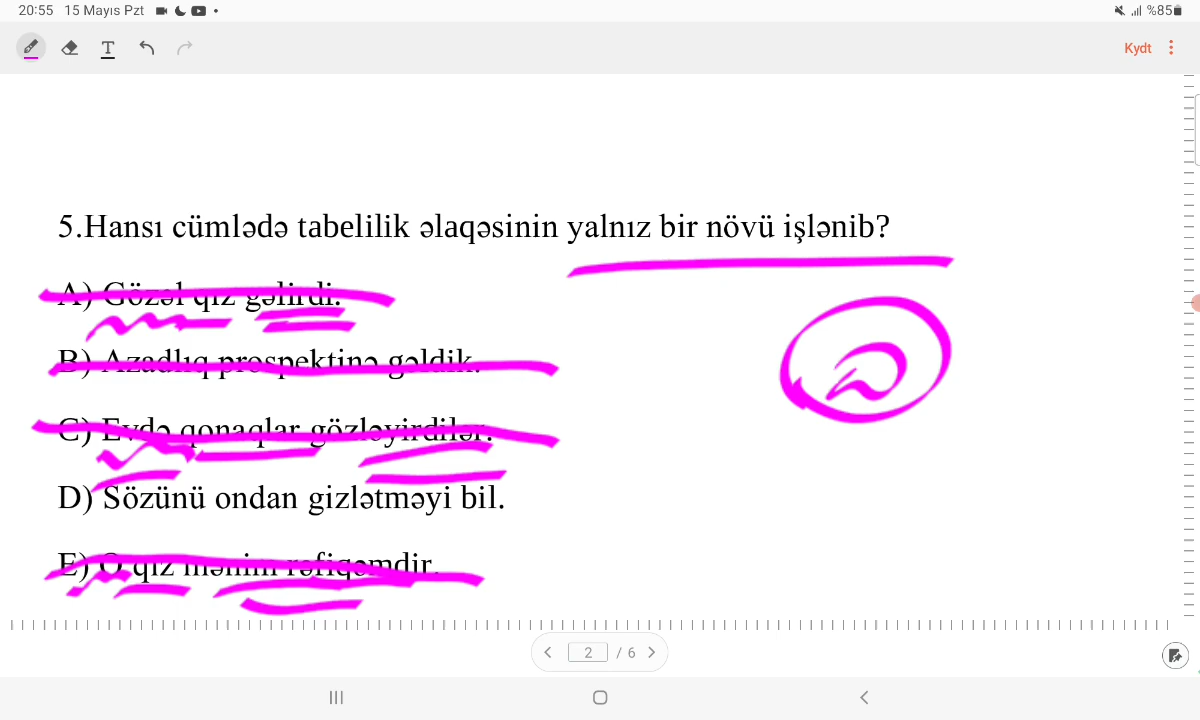 20:55 15 Mayıs Pzt • %85
T Kydt
5.Hansı cümlədə tabelilik əlaqəsinin yalnız bir növü işlənib?
A) Gözəl qız gəlirdi.
B) Azadlıq prospektinə gəldik.
C) Evdə qonaqlar gözləyirdilər.
D) Sözünü ondan gizlətməyi bil.
E) O qız mənim rəfiqəmdir.
2 / 6